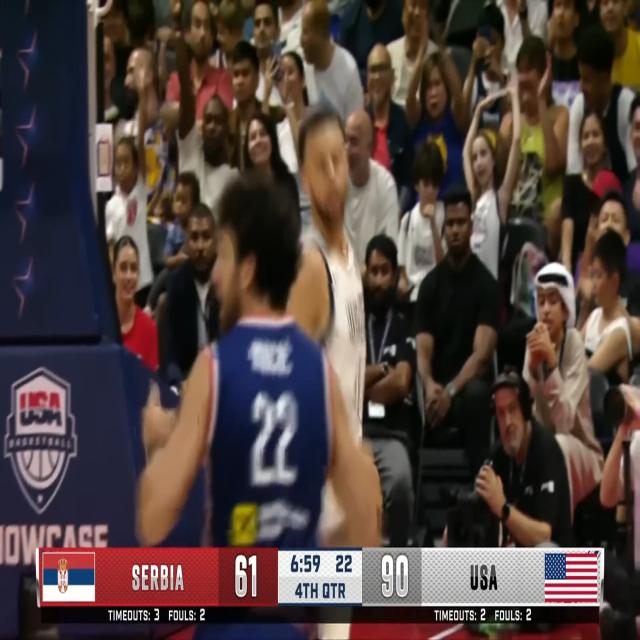 22
USA
BASKETBALL
SHOWCASE
SERBIA 61 6:59 22 4TH QTR 90 USA
TIMEOUTS: 3 FOULS: 2 TIMEOUTS: 2 FOULS: 2